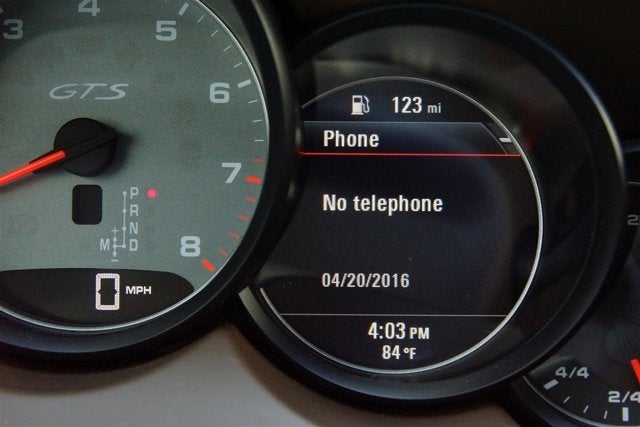 3
4
5
6
7
8
GTS
P
R
N
M D
+
-
0 MPH
123 mi
Phone
No telephone
04/20/2016
4:03 PM
84 °F
2
4/4
2/4